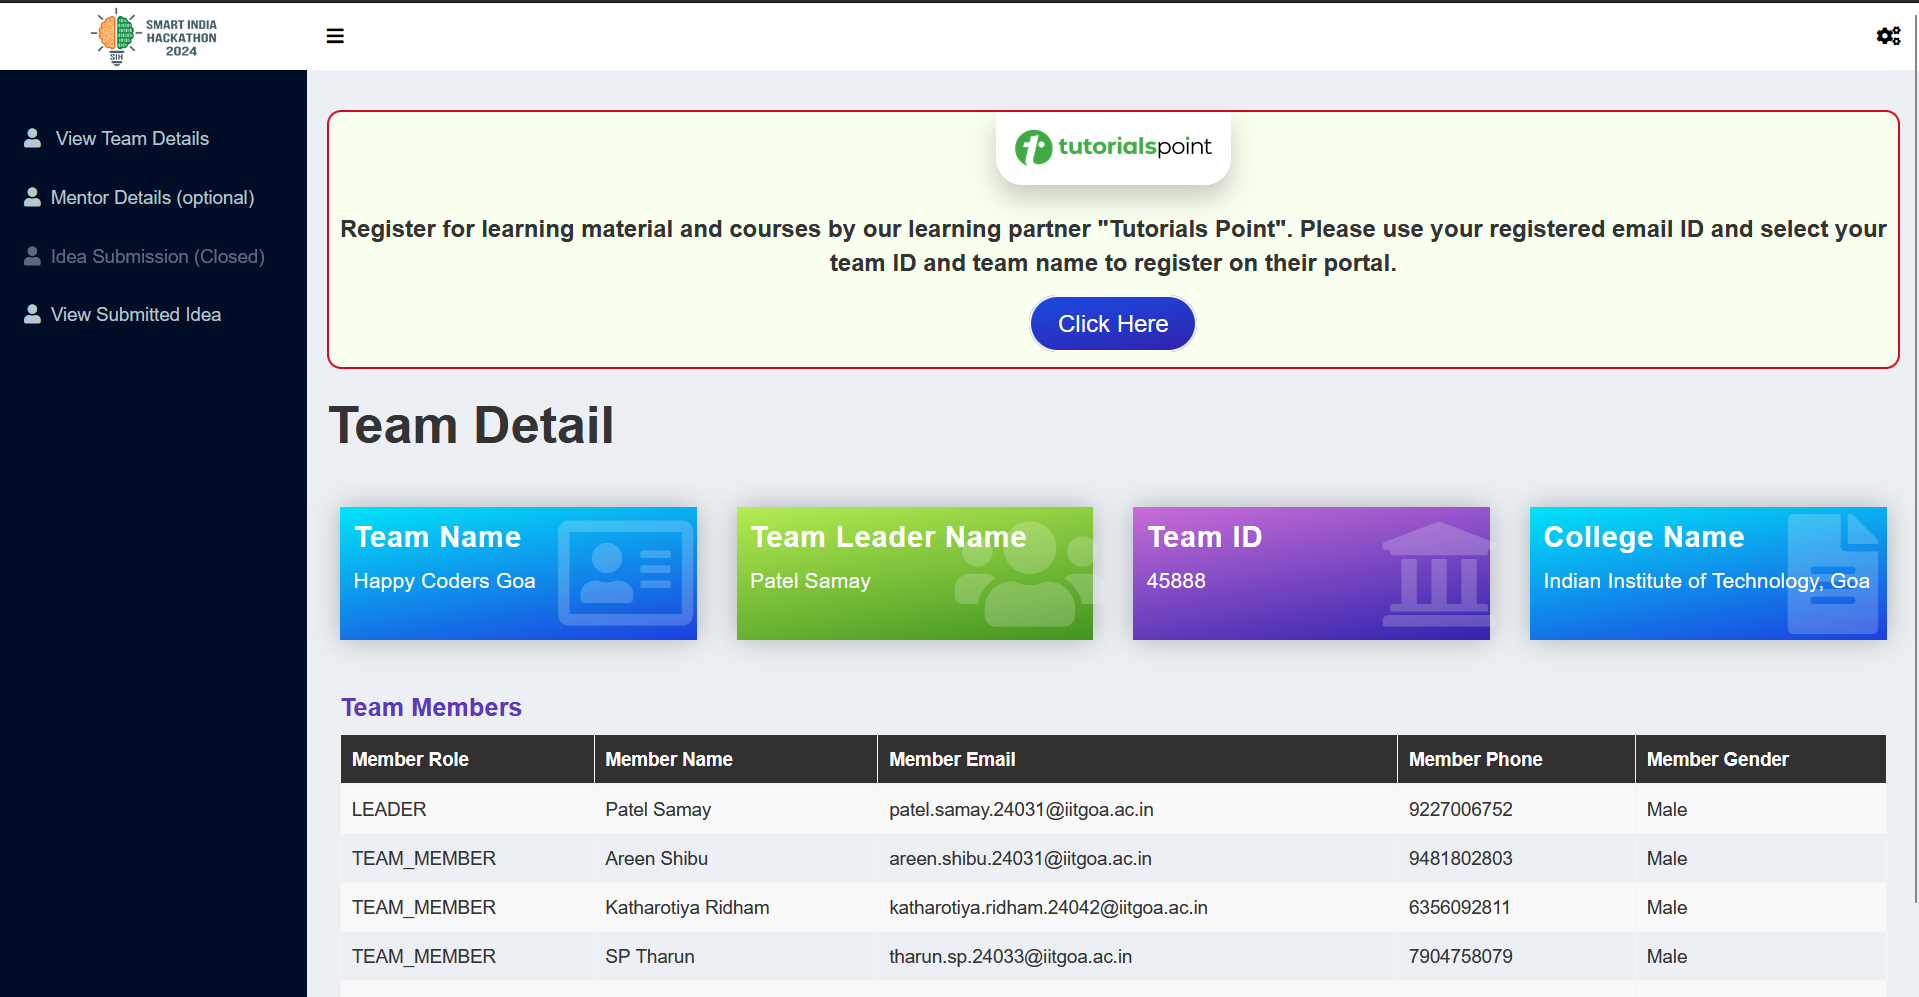 SMART INDIA
HACKATHON
2024
SIH
View Team Details
Mentor Details (optional)
Idea Submission (Closed)
View Submitted Idea
tutorialspoint
Register for learning material and courses by our learning partner "Tutorials Point". Please use your registered email ID and select your
team ID and team name to register on their portal.
Click Here
Team Detail
Team Name
Happy Coders Goa
Team Leader Name
Patel Samay
Team ID
45888
College Name
Indian Institute of Technology, Goa
Team Members
Member Role Member Name Member Email Member Phone Member Gender
LEADER Patel Samay patel.samay.24031@iitgoa.ac.in 9227006752 Male
TEAM_MEMBER Areen Shibu areen.shibu.24031@iitgoa.ac.in 9481802803 Male
TEAM_MEMBER Katharotiya Ridham katharotiya.ridham.24042@iitgoa.ac.in 6356092811 Male
TEAM_MEMBER SP Tharun tharun.sp.24033@iitgoa.ac.in 7904758079 Male